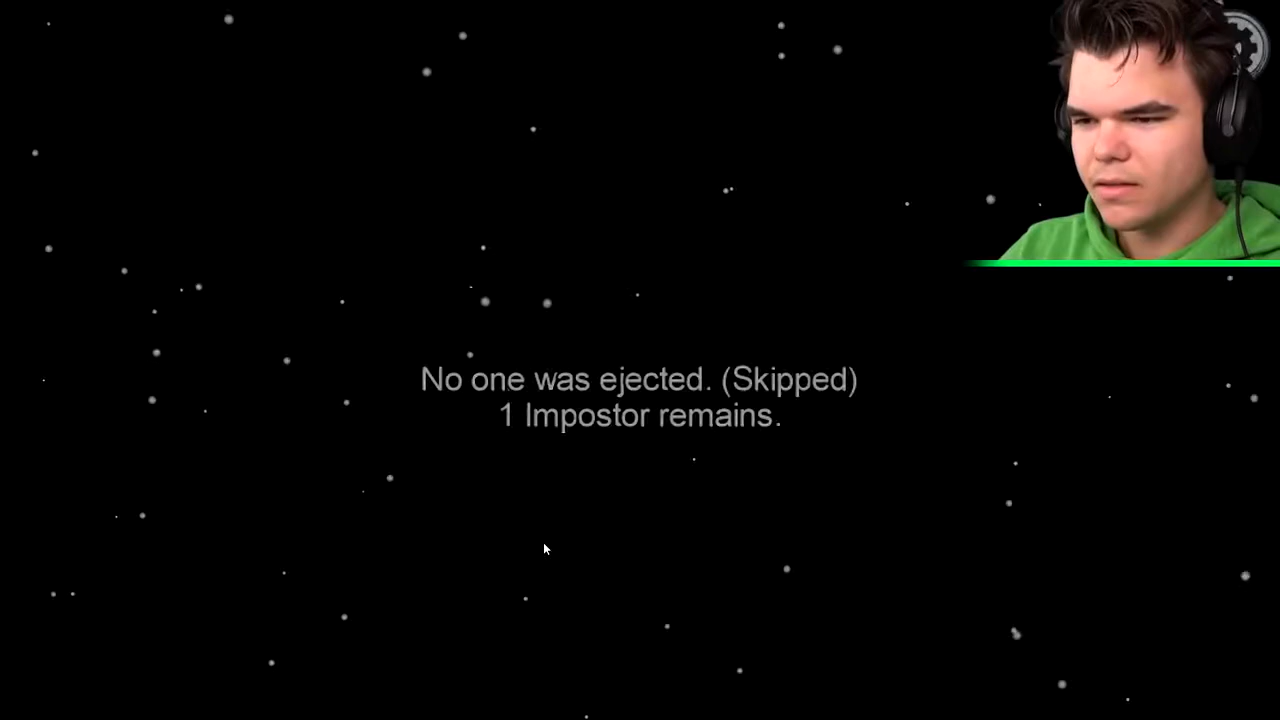 No one was ejected. (Skipped)
1 Impostor remains.